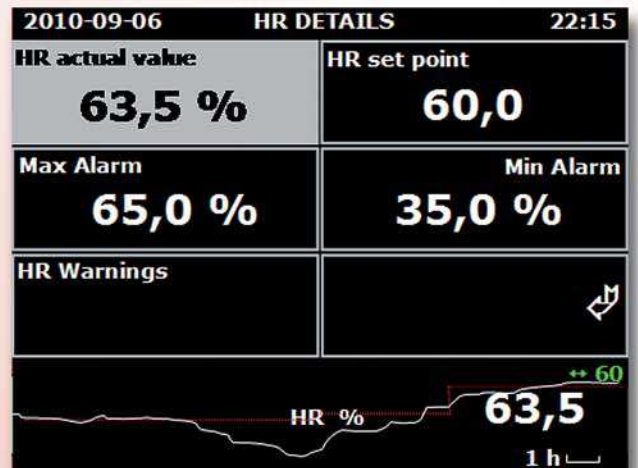 2010-09-06 HR DETAILS 22:15
HR actual value
63,5 %
HR set point
60,0
Max Alarm
65,0 %
Min Alarm
35,0 %
HR Warnings
↔ 60
HR %
63,5
1 h